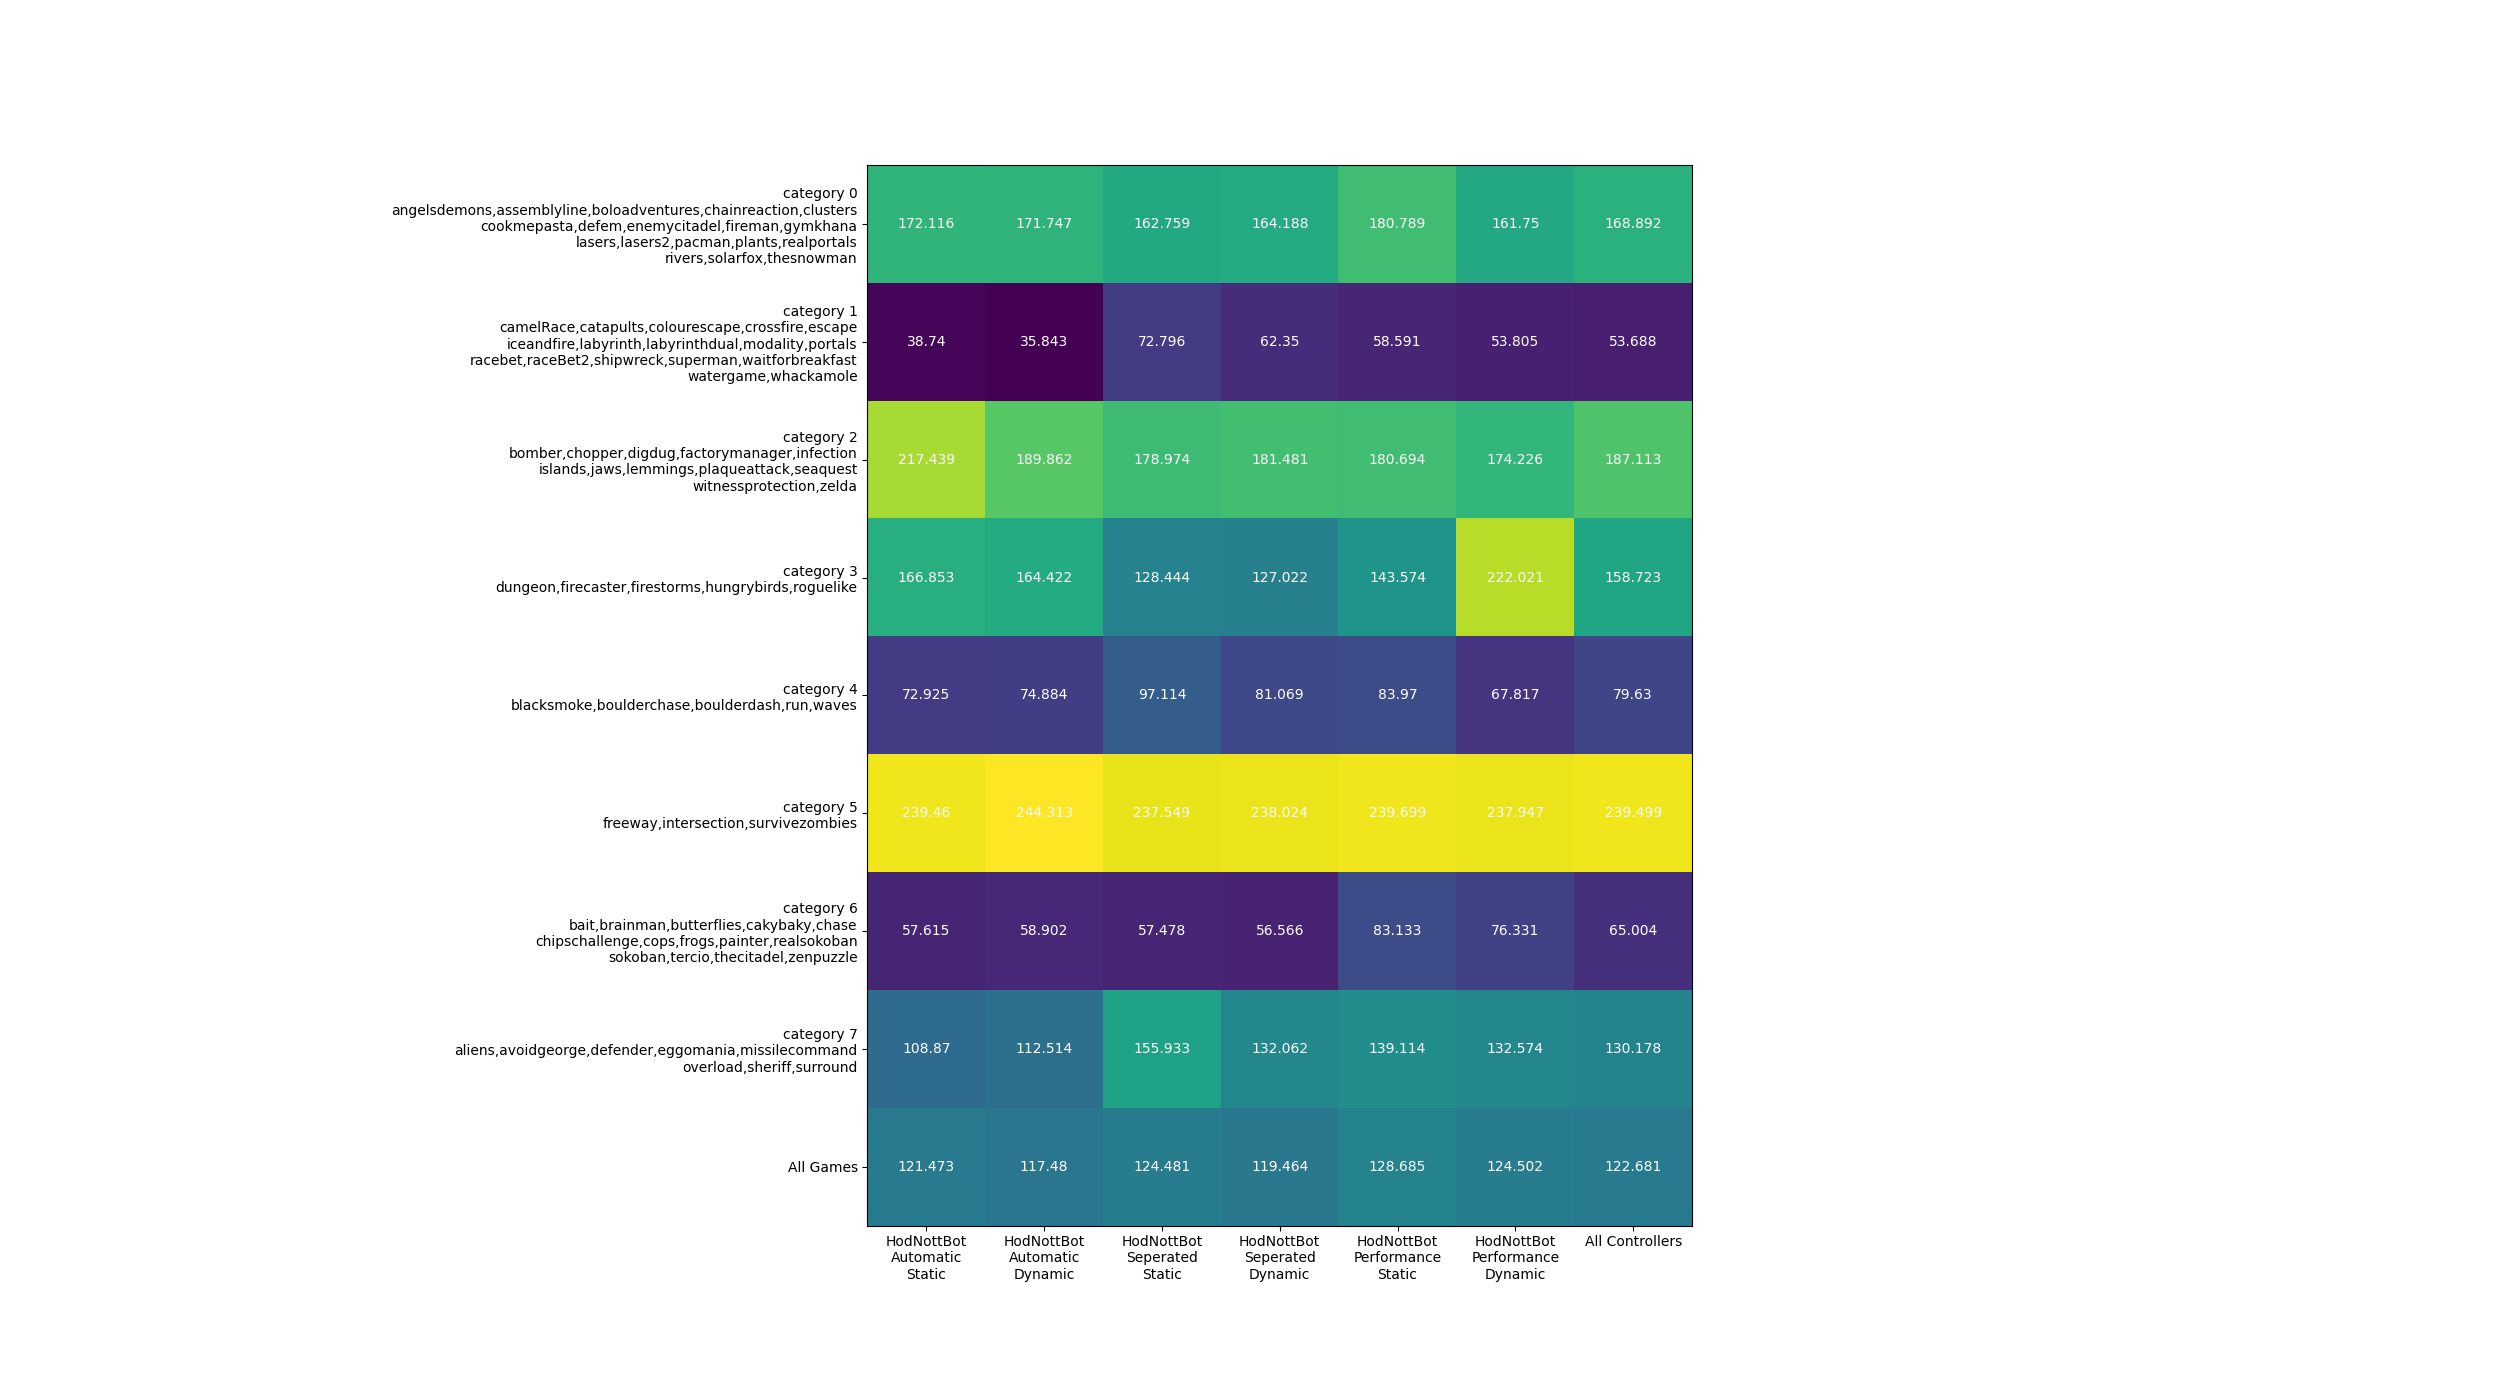 category 0
angelsdemons,assemblyline,boloadventures,chainreaction,clusters
cookmepasta,defem,enemycitadel,fireman,gymkhana
lasers,lasers2,pacman,plants,realportals
rivers,solarfox,thesnowman
172.116 171.747 162.759 164.188 180.789 161.75 168.892
category 1
camelRace,catapults,colourescape,crossfire,escape
iceandfire,labyrinth,labyrinthdual,modality,portals
racebet,raceBet2,shipwreck,superman,waitforbreakfast
watergame,whackamole
38.74 35.843 72.796 62.35 58.591 53.805 53.688
category 2
bomber,chopper,digdug,factorymanager,infection
islands,jaws,lemmings,plaqueattack,seaquest
witnessprotection,zelda
217.439 189.862 178.974 181.481 180.694 174.226 187.113
category 3
dungeon,firecaster,firestorms,hungrybirds,roguelike
166.853 164.422 128.444 127.022 143.574 222.021 158.723
category 4
blacksmoke,boulderchase,boulderdash,run,waves
72.925 74.884 97.114 81.069 83.97 67.817 79.63
category 5
freeway,intersection,survivezombies
239.46 244.313 237.549 238.024 239.699 237.947 239.499
category 6
bait,brainman,butterflies,cakybaky,chase
chipschallenge,cops,frogs,painter,realsokoban
sokoban,tercio,thecitadel,zenpuzzle
57.615 58.902 57.478 56.566 83.133 76.331 65.004
category 7
aliens,avoidgeorge,defender,eggomania,missilecommand
overload,sheriff,surround
108.87 112.514 155.933 132.062 139.114 132.574 130.178
All Games
121.473 117.48 124.481 119.464 128.685 124.502 122.681
HodNottBot
Automatic
Static
HodNottBot
Automatic
Dynamic
HodNottBot
Seperated
Static
HodNottBot
Seperated
Dynamic
HodNottBot
Performance
Static
HodNottBot
Performance
Dynamic
All Controllers